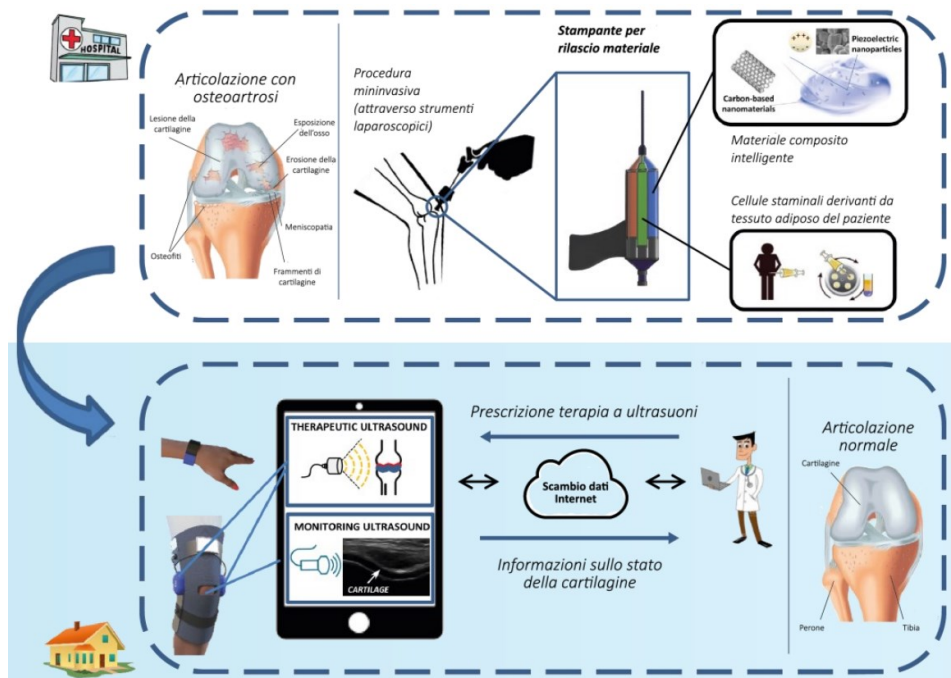 HOSPITAL
Articolazione con
osteoartrosi
Lesione della
cartilagine
Esposizione
dell'osso
Erosione della
cartilagine
Meniscopatia
Osteofiti
Frammenti di
cartilagine
Procedura
mininvasiva
(attraverso strumenti
laparoscopici)
Stampante per
rilascio materiale
Piezoelectric
nanoparticles
Carbon-based
nanomaterials
Materiale composito
intelligente
Cellule staminali derivanti da
tessuto adiposo del paziente
THERAPEUTIC ULTRASOUND
MONITORING ULTRASOUND
CARTILAGE
Prescrizione terapia a ultrasuoni
Scambio dati
Internet
Informazioni sullo stato
della cartilagine
Articolazione
normale
Cartilagine
Perone
Tibia